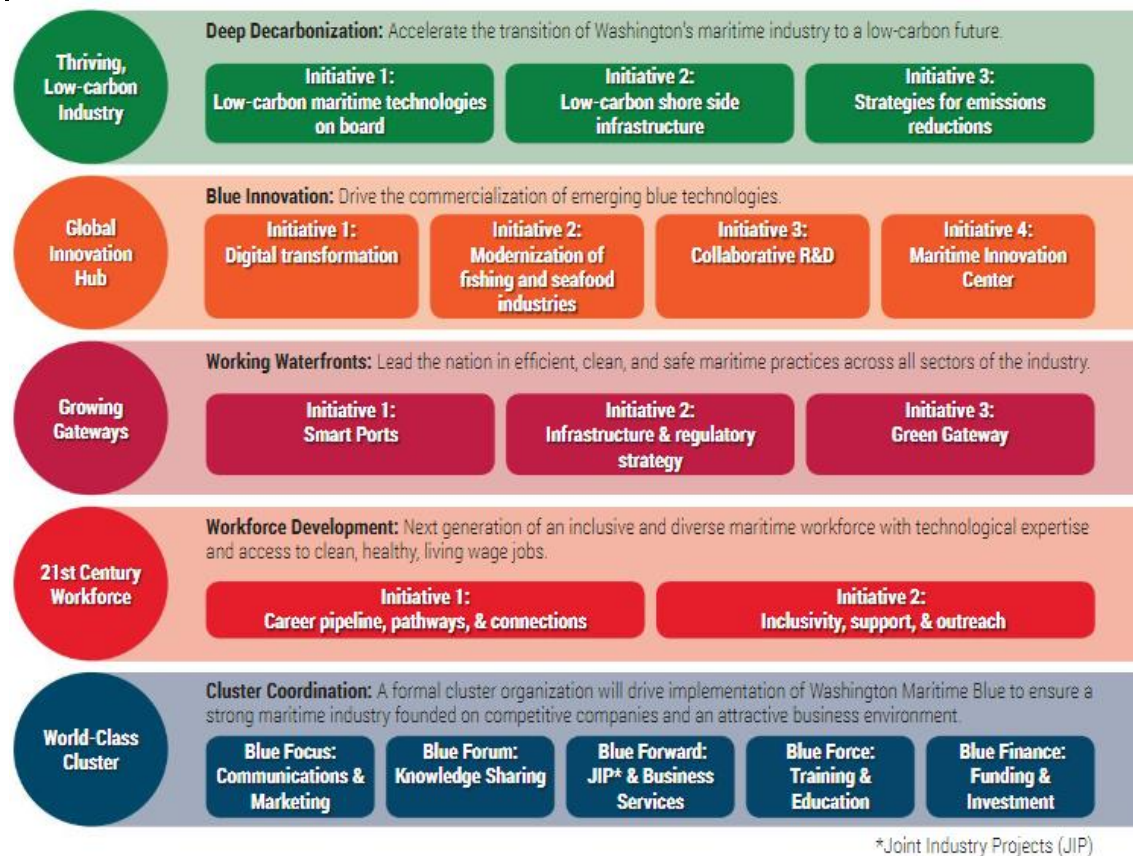 Thriving,
Low-carbon
Industry
Deep Decarbonization: Accelerate the transition of Washington's maritime industry to a low-carbon future.
Initiative 1:
Low-carbon maritime technologies
on board
Initiative 2:
Low-carbon shore side
infrastructure
Initiative 3:
Strategies for emissions
reductions
Global
Innovation
Hub
Blue Innovation: Drive the commercialization of emerging blue technologies.
Initiative 1:
Digital transformation
Initiative 2:
Modernization of
fishing and seafood
industries
Initiative 3:
Collaborative R&D
Initiative 4:
Maritime Innovation
Center
Growing
Gateways
Working Waterfronts: Lead the nation in efficient, clean, and safe maritime practices across all sectors of the industry.
Initiative 1:
Smart Ports
Initiative 2:
Infrastructure & regulatory
strategy
Initiative 3:
Green Gateway
21st Century
Workforce
Workforce Development: Next generation of an inclusive and diverse maritime workforce with technological expertise
and access to clean, healthy, living wage jobs.
Initiative 1:
Career pipeline, pathways, & connections
Initiative 2:
Inclusivity, support, & outreach
World-Class
Cluster
Cluster Coordination: A formal cluster organization will drive implementation of Washington Maritime Blue to ensure a
strong maritime industry founded on competitive companies and an attractive business environment.
Blue Focus:
Communications &
Marketing
Blue Forum:
Knowledge Sharing
Blue Forward:
JIP* & Business
Services
Blue Force:
Training &
Education
Blue Finance:
Funding &
Investment
*Joint Industry Projects (JIP)